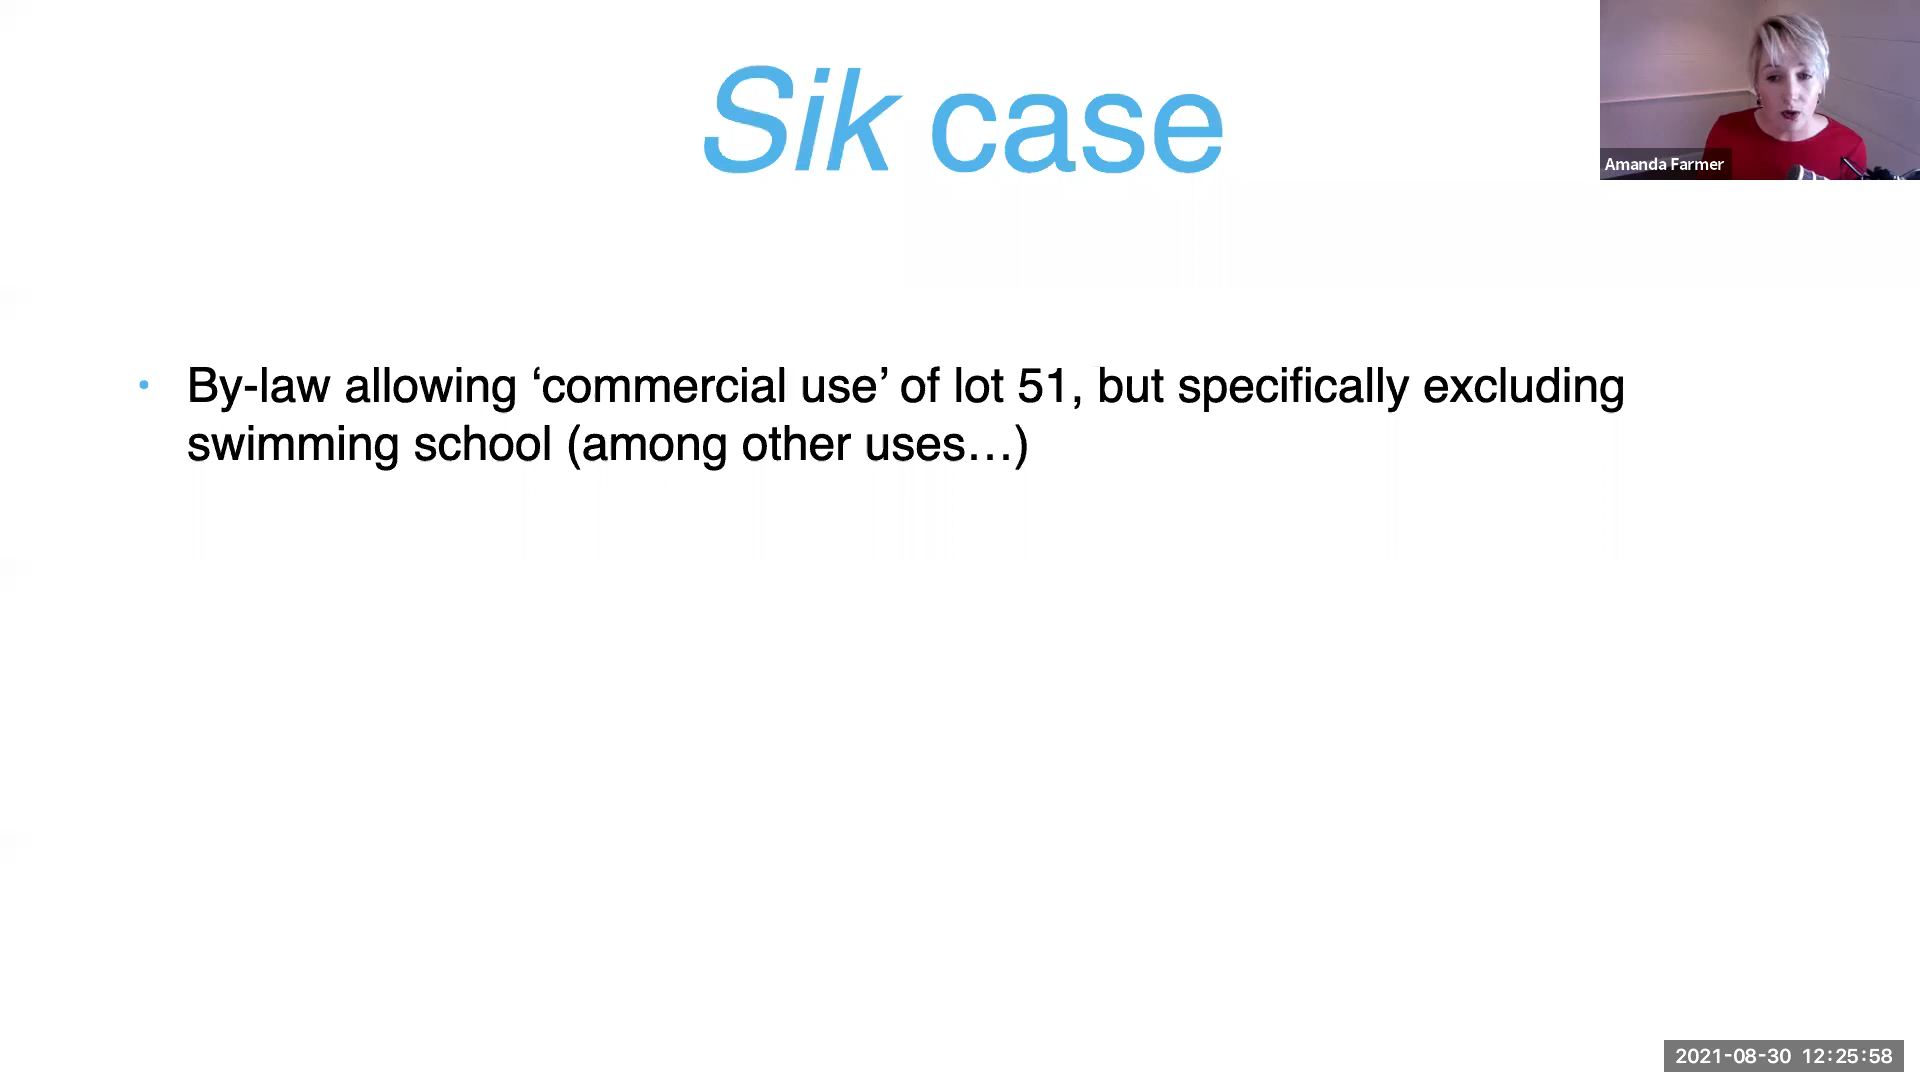 Sik case
Amanda Farmer
• By-law allowing ‘commercial use’ of lot 51, but specifically excluding
swimming school (among other uses…)
2021-08-30 12:25:58